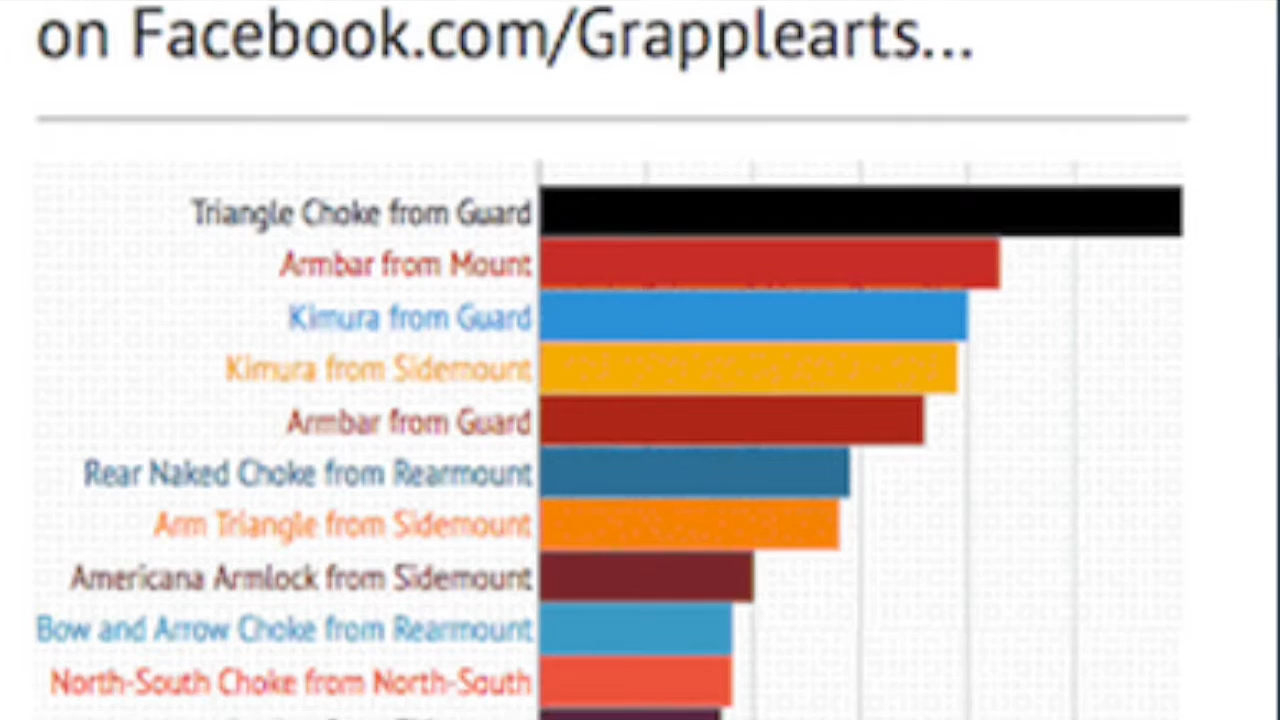 on Facebook.com/Grapplearts...
Triangle Choke from Guard
Armbar from Mount
Kimura from Guard
Kimura from Sidemount
Armbar from Guard
Rear Naked Choke from Rearmount
Arm Triangle from Sidemount
Americana Armlock from Sidemount
Bow and Arrow Choke from Rearmount
North-South Choke from North-South